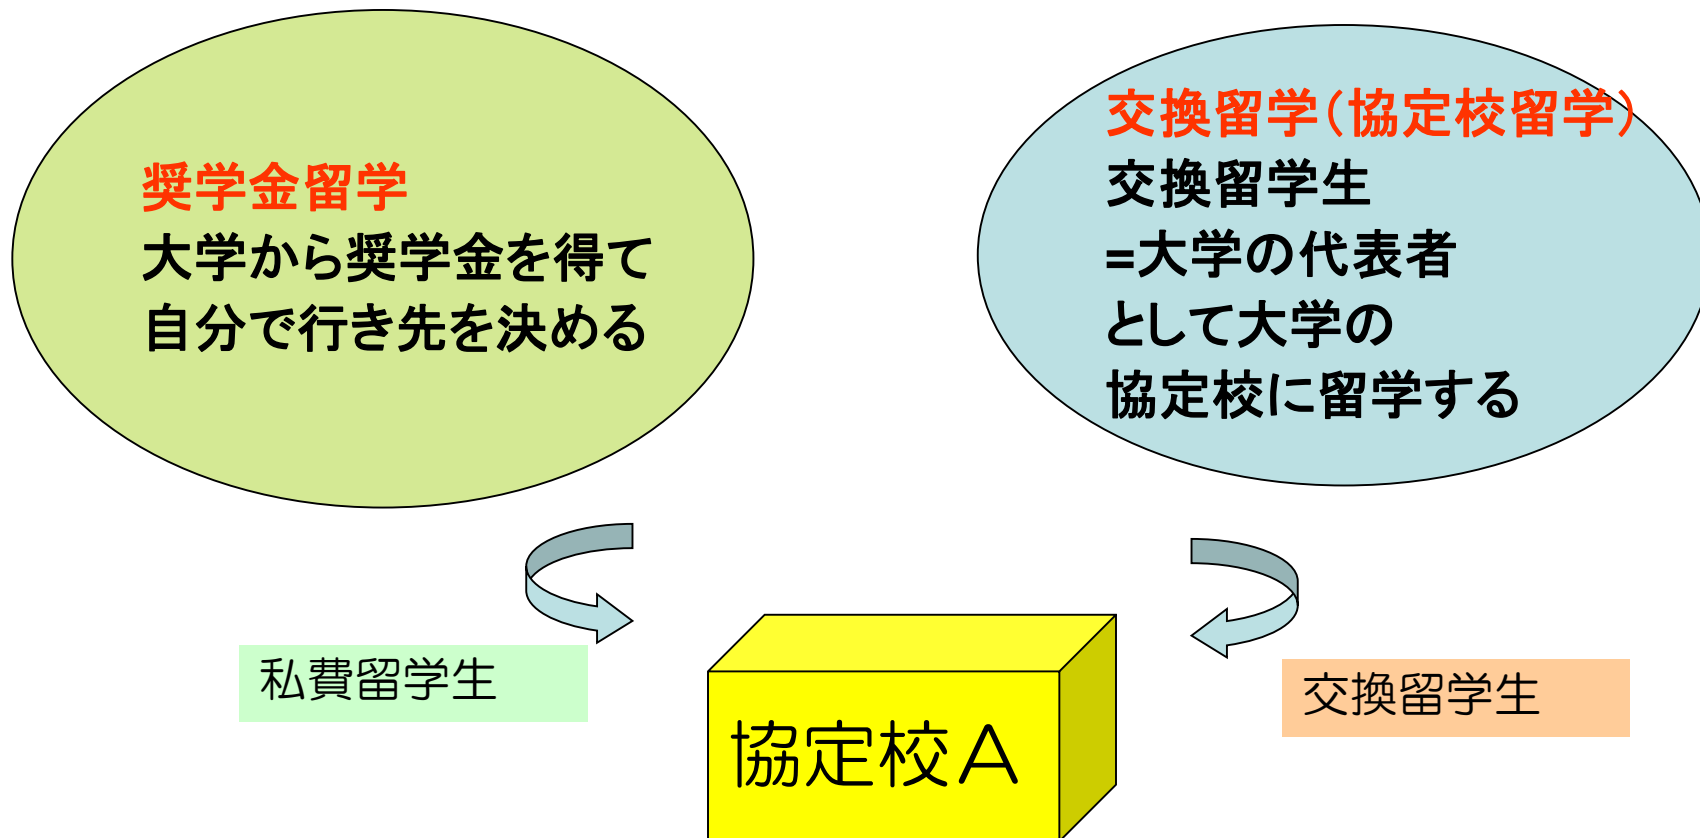 奨学金留学
大学から奨学金を得て
自分で行き先を決める
交換留学(協定校留学)
交換留学生
=大学の代表者
として大学の
協定校に留学する
私費留学生
協定校A
交換留学生